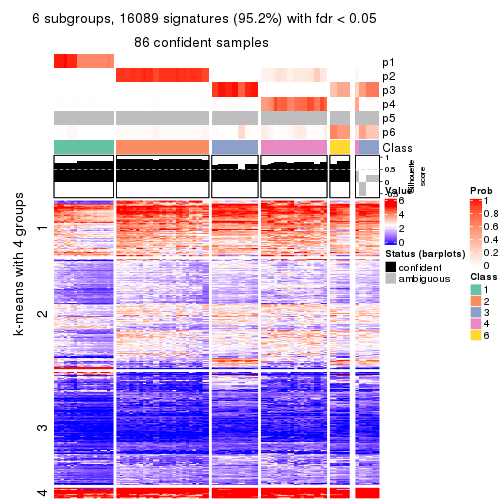 6 subgroups, 16089 signatures (95.2%) with fdr < 0.05
86 confident samples
p1
p2
p3
p4
p5
p6
Class
1
0.5
0
Silhouette
score
k-means with 4 groups
1
2
3
4
Value
6
4
2
0
Status (barplots)
confident
ambiguous
Prob
1
0.8
0.6
0.4
0.2
0
Class
1
2
3
4
6